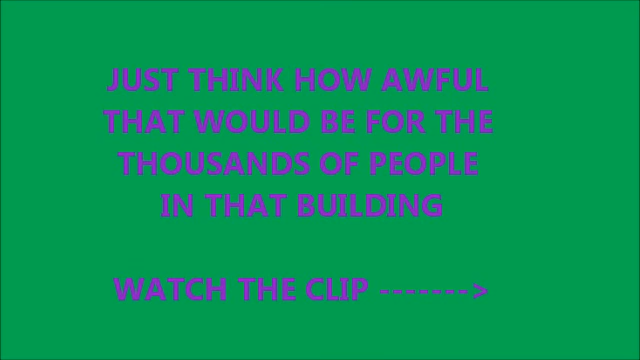 JUST THINK HOW AWFUL
THAT WOULD BE FOR THE
THOUSANDS OF PEOPLE
IN THAT BUILDING
WATCH THE CLIP ------->